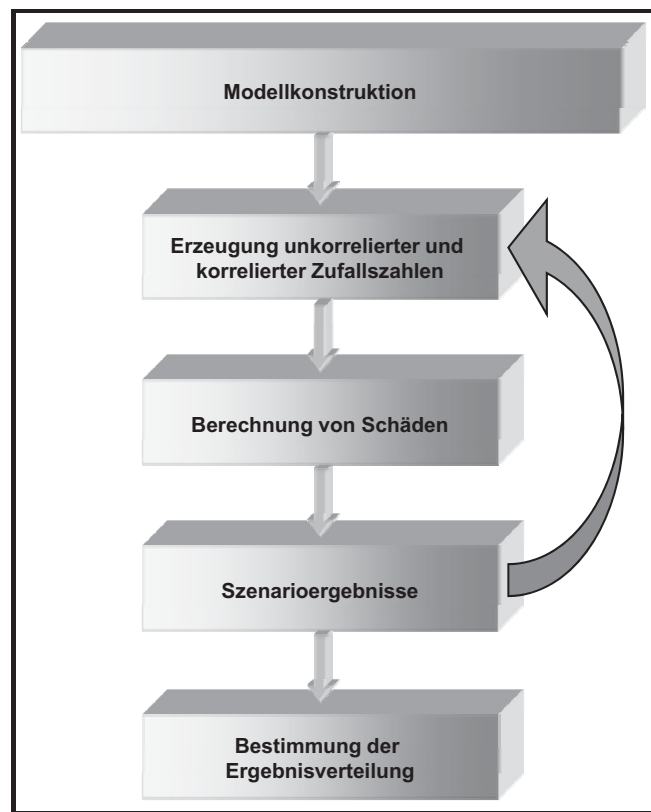 Modellkonstruktion
Erzeugung unkorrelierter und
korrelierter Zufallszahlen
Berechnung von Schäden
Szenarioergebnisse
Bestimmung der
Ergebnisverteilung